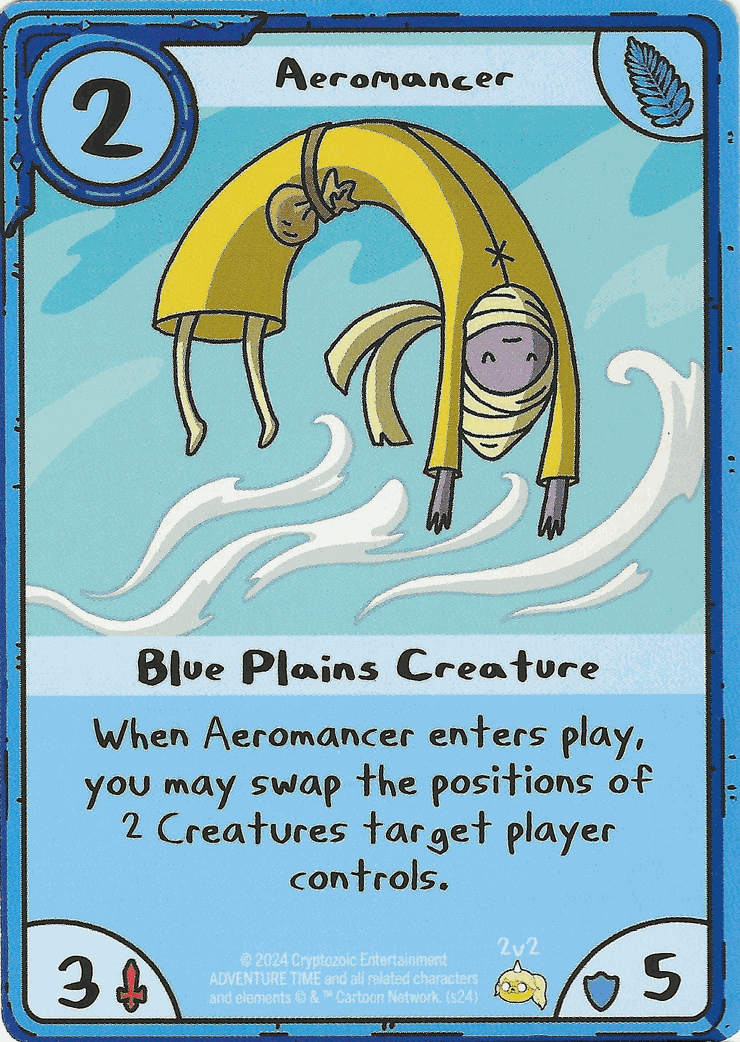 2
Aeromancer
Blue Plains Creature
When Aeromancer enters play,
you may swap the positions of
2 Creatures target player
controls.
3
© 2024 Cryptozoic Entertainment
ADVENTURE TIME and all related characters
and elements © & ™ Cartoon Network. (s24)
2v2
5